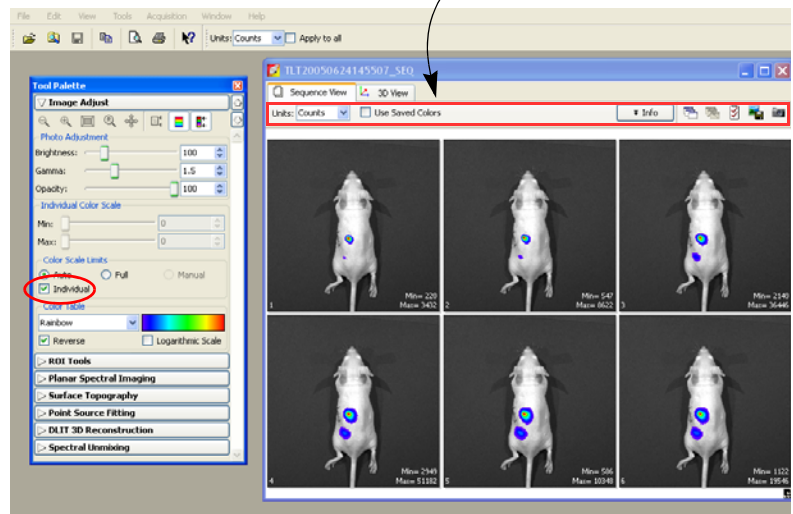 File Edit View Tools Acquisition Window Help
Units: Counts Apply to all
Tool Palette
Image Adjust
Photo Adjustment
Brightness: 100
Gamma: 1.5
Opacity: 100
Individual Color Scale
Min: 0
Max: 0
Color Scale Limits
Auto Full Manual
Individual
Color Table
Rainbow
Reverse Logarithmic Scale
ROI Tools
Planar Spectral Imaging
Surface Topography
Point Source Fitting
DLIT 3D Reconstruction
Spectral Unmixing
TLT20050624145507_SEQ
Sequence View 3D View
Units: Counts Use Saved Colors Info
Min= 220
1 Max= 3432
Min= 547
2 Max= 8622
Min= 2140
3 Max= 36446
Min= 2949
4 Max= 51182
Min= 586
5 Max= 10348
Min= 1122
6 Max= 19546